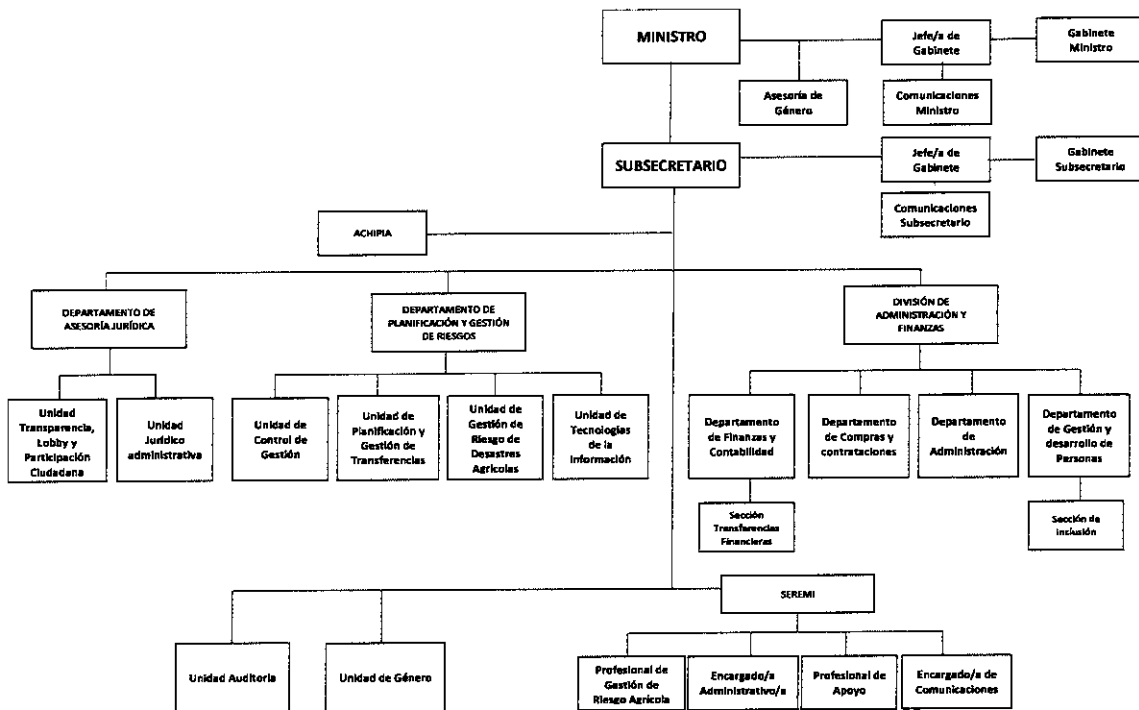 MINISTRO
Jefe/a de
Gabinete
Gabinete
Ministro
Asesoría de
Género
Comunicaciones
Ministro
SUBSECRETARIO
Jefe/a de
Gabinete
Gabinete
Subsecretario
Comunicaciones
Subsecretario
ACHIPIA
DEPARTAMENTO DE
ASESORÍA JURÍDICA
DEPARTAMENTO DE
PLANIFICACIÓN Y GESTIÓN
DE RIESGOS
DIVISIÓN DE
ADMINISTRACIÓN Y
FINANZAS
Unidad
Transparencia,
Lobby y
Participación
Ciudadana
Unidad
Jurídico
administrativa
Unidad de
Control de
Gestión
Unidad de
Planificación y
Gestión de
Transferencias
Unidad de
Gestión de
Riesgo de
Desastres
Agrícolas
Unidad de
Tecnologías
de la
Información
Departamento
de Finanzas y
Contabilidad
Departamento
de Compras y
contrataciones
Departamento
de
Administración
Departamento
de Gestión y
desarrollo de
Personas
Sección
Transferencias
Financieras
Sección de
Inclusión
SEREMI
Unidad Auditoria
Unidad de Género
Profesional de
Gestión de
Riesgo Agrícola
Encargado/a
Administrativo/a
Profesional de
Apoyo
Encargado/a de
Comunicaciones